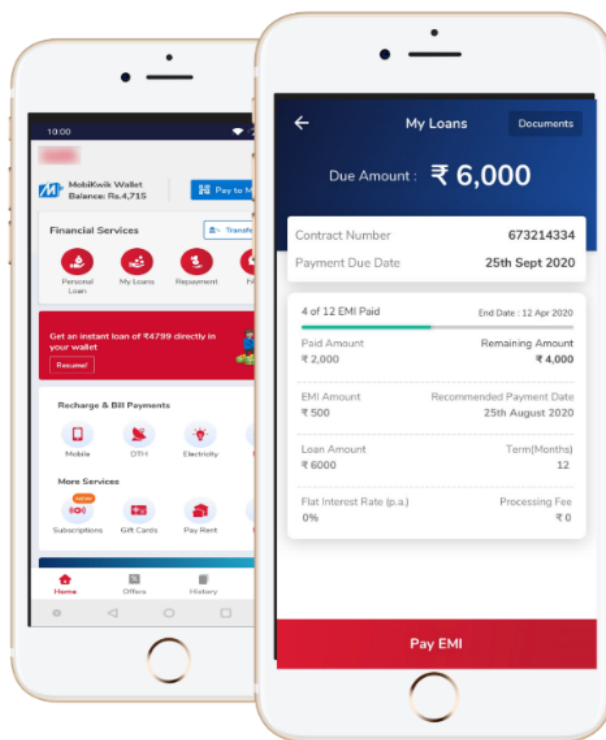 10:00
MobiKwik Wallet
Balance: Rs.4,715
Pay to M
Financial Services
Transfe
Personal
Loan
My Loans
Repayment
Get an instant loan of ₹4799 directly in
your wallet
Resume!
Recharge & Bill Payments
Mobile
DTH
Electricity
More Services
NEW
Subscriptions
Gift Cards
Pay Rent
Home
Offers
History
My Loans
Documents
Due Amount : ₹ 6,000
Contract Number 673214334
Payment Due Date 25th Sept 2020
4 of 12 EMI Paid End Date : 12 Apr 2020
Paid Amount Remaining Amount
₹ 2,000 ₹ 4,000
EMI Amount Recommended Payment Date
₹ 500 25th August 2020
Loan Amount Term(Months)
₹ 6000 12
Flat Interest Rate (p.a.) Processing Fee
0% ₹ 0
Pay EMI